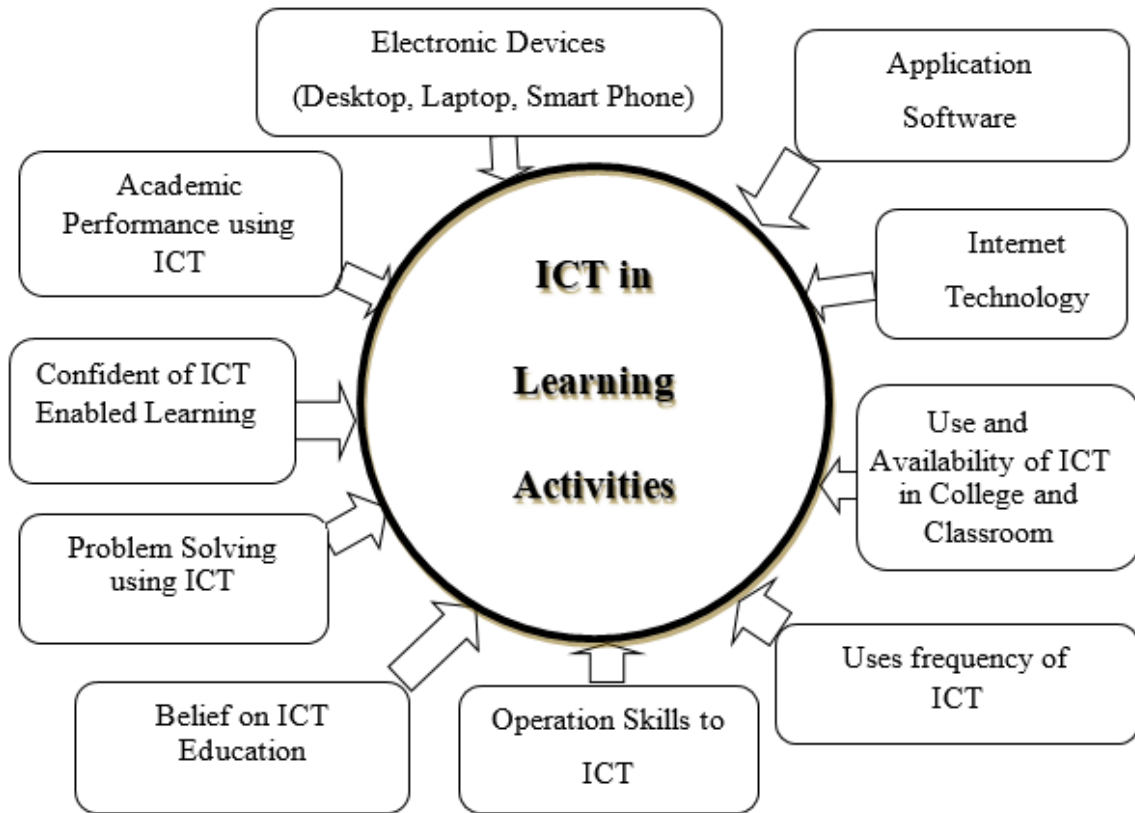 Electronic Devices
(Desktop, Laptop, Smart Phone)
Application
Software
Academic
Performance using
ICT
Internet
Technology
ICT in
Learning
Activities
Confident of ICT
Enabled Learning
Use and
Availability of ICT
in College and
Classroom
Problem Solving
using ICT
Uses frequency of
ICT
Belief on ICT
Education
Operation Skills to
ICT